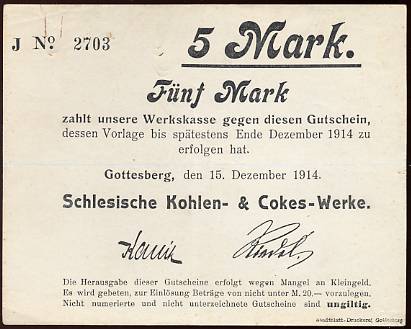 J No. 2703
5 Mark.
Fünf Mark
zahlt unsere Werkskasse gegen diesen Gutschein,
dessen Vorlage bis spätestens Ende Dezember 1914 zu
erfolgen hat.
Gottesberg, den 15. Dezember 1914.
Schlesische Kohlen- & Cokes-Werke.
Die Herausgabe dieser Gutscheine erfolgt wegen Mangel an Kleingeld.
Es wird gebeten, zur Einlösung Beträge von nicht unter M. 20.— vorzulegen.
Nicht numerierte und nicht unterzeichnete Gutscheine sind ungiltig.
Stadtblatt-Druckerei Gottesberg